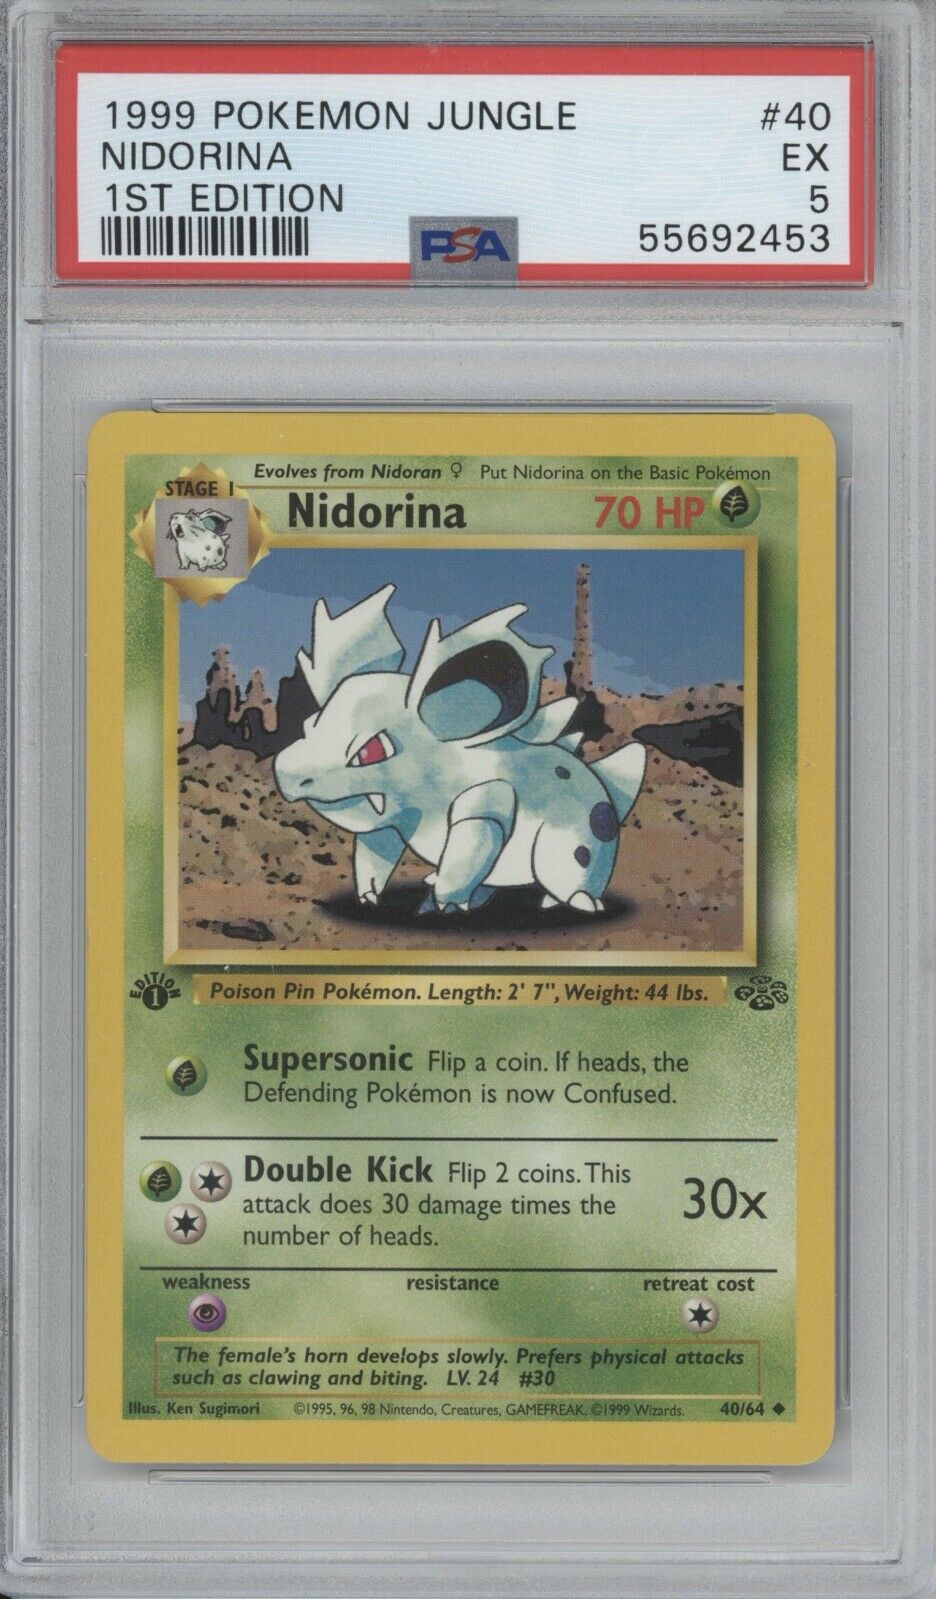 1999 POKEMON JUNGLE #40
NIDORINA EX
1ST EDITION 5
PSA 55692453
Evolves from Nidoran ♀ Put Nidorina on the Basic Pokémon
STAGE 1
Nidorina 70 HP
EDITION 1
Poison Pin Pokémon. Length: 2' 7", Weight: 44 lbs.
Supersonic Flip a coin. If heads, the
Defending Pokémon is now Confused.
Double Kick Flip 2 coins. This
attack does 30 damage times the
number of heads.
30x
weakness resistance retreat cost
The female's horn develops slowly. Prefers physical attacks
such as clawing and biting. LV. 24 #30
Illus. Ken Sugimori ©1995, 96, 98 Nintendo, Creatures, GAMEFREAK. ©1999 Wizards. 40/64 ◆